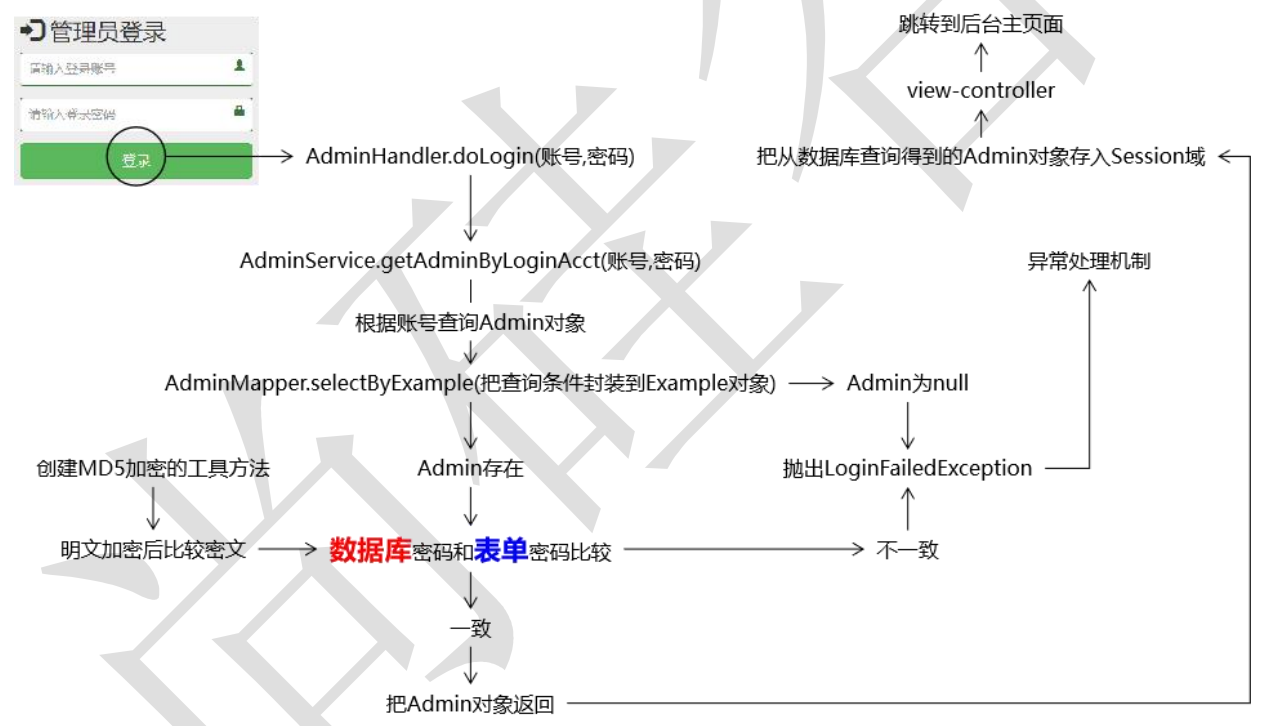 管理员登录
请输入登录账号
请输入登录密码
登录
AdminHandler.doLogin(账号,密码)
AdminService.getAdminByLoginAcct(账号,密码)
根据账号查询Admin对象
AdminMapper.selectByExample(把查询条件封装到Example对象)
Admin为null
Admin存在
抛出LoginFailedException
异常处理机制
创建MD5加密的工具方法
明文加密后比较密文
数据库密码和表单密码比较
不一致
一致
把Admin对象返回
把从数据库查询得到的Admin对象存入Session域
view-controller
跳转到后台主页面
尚硅谷